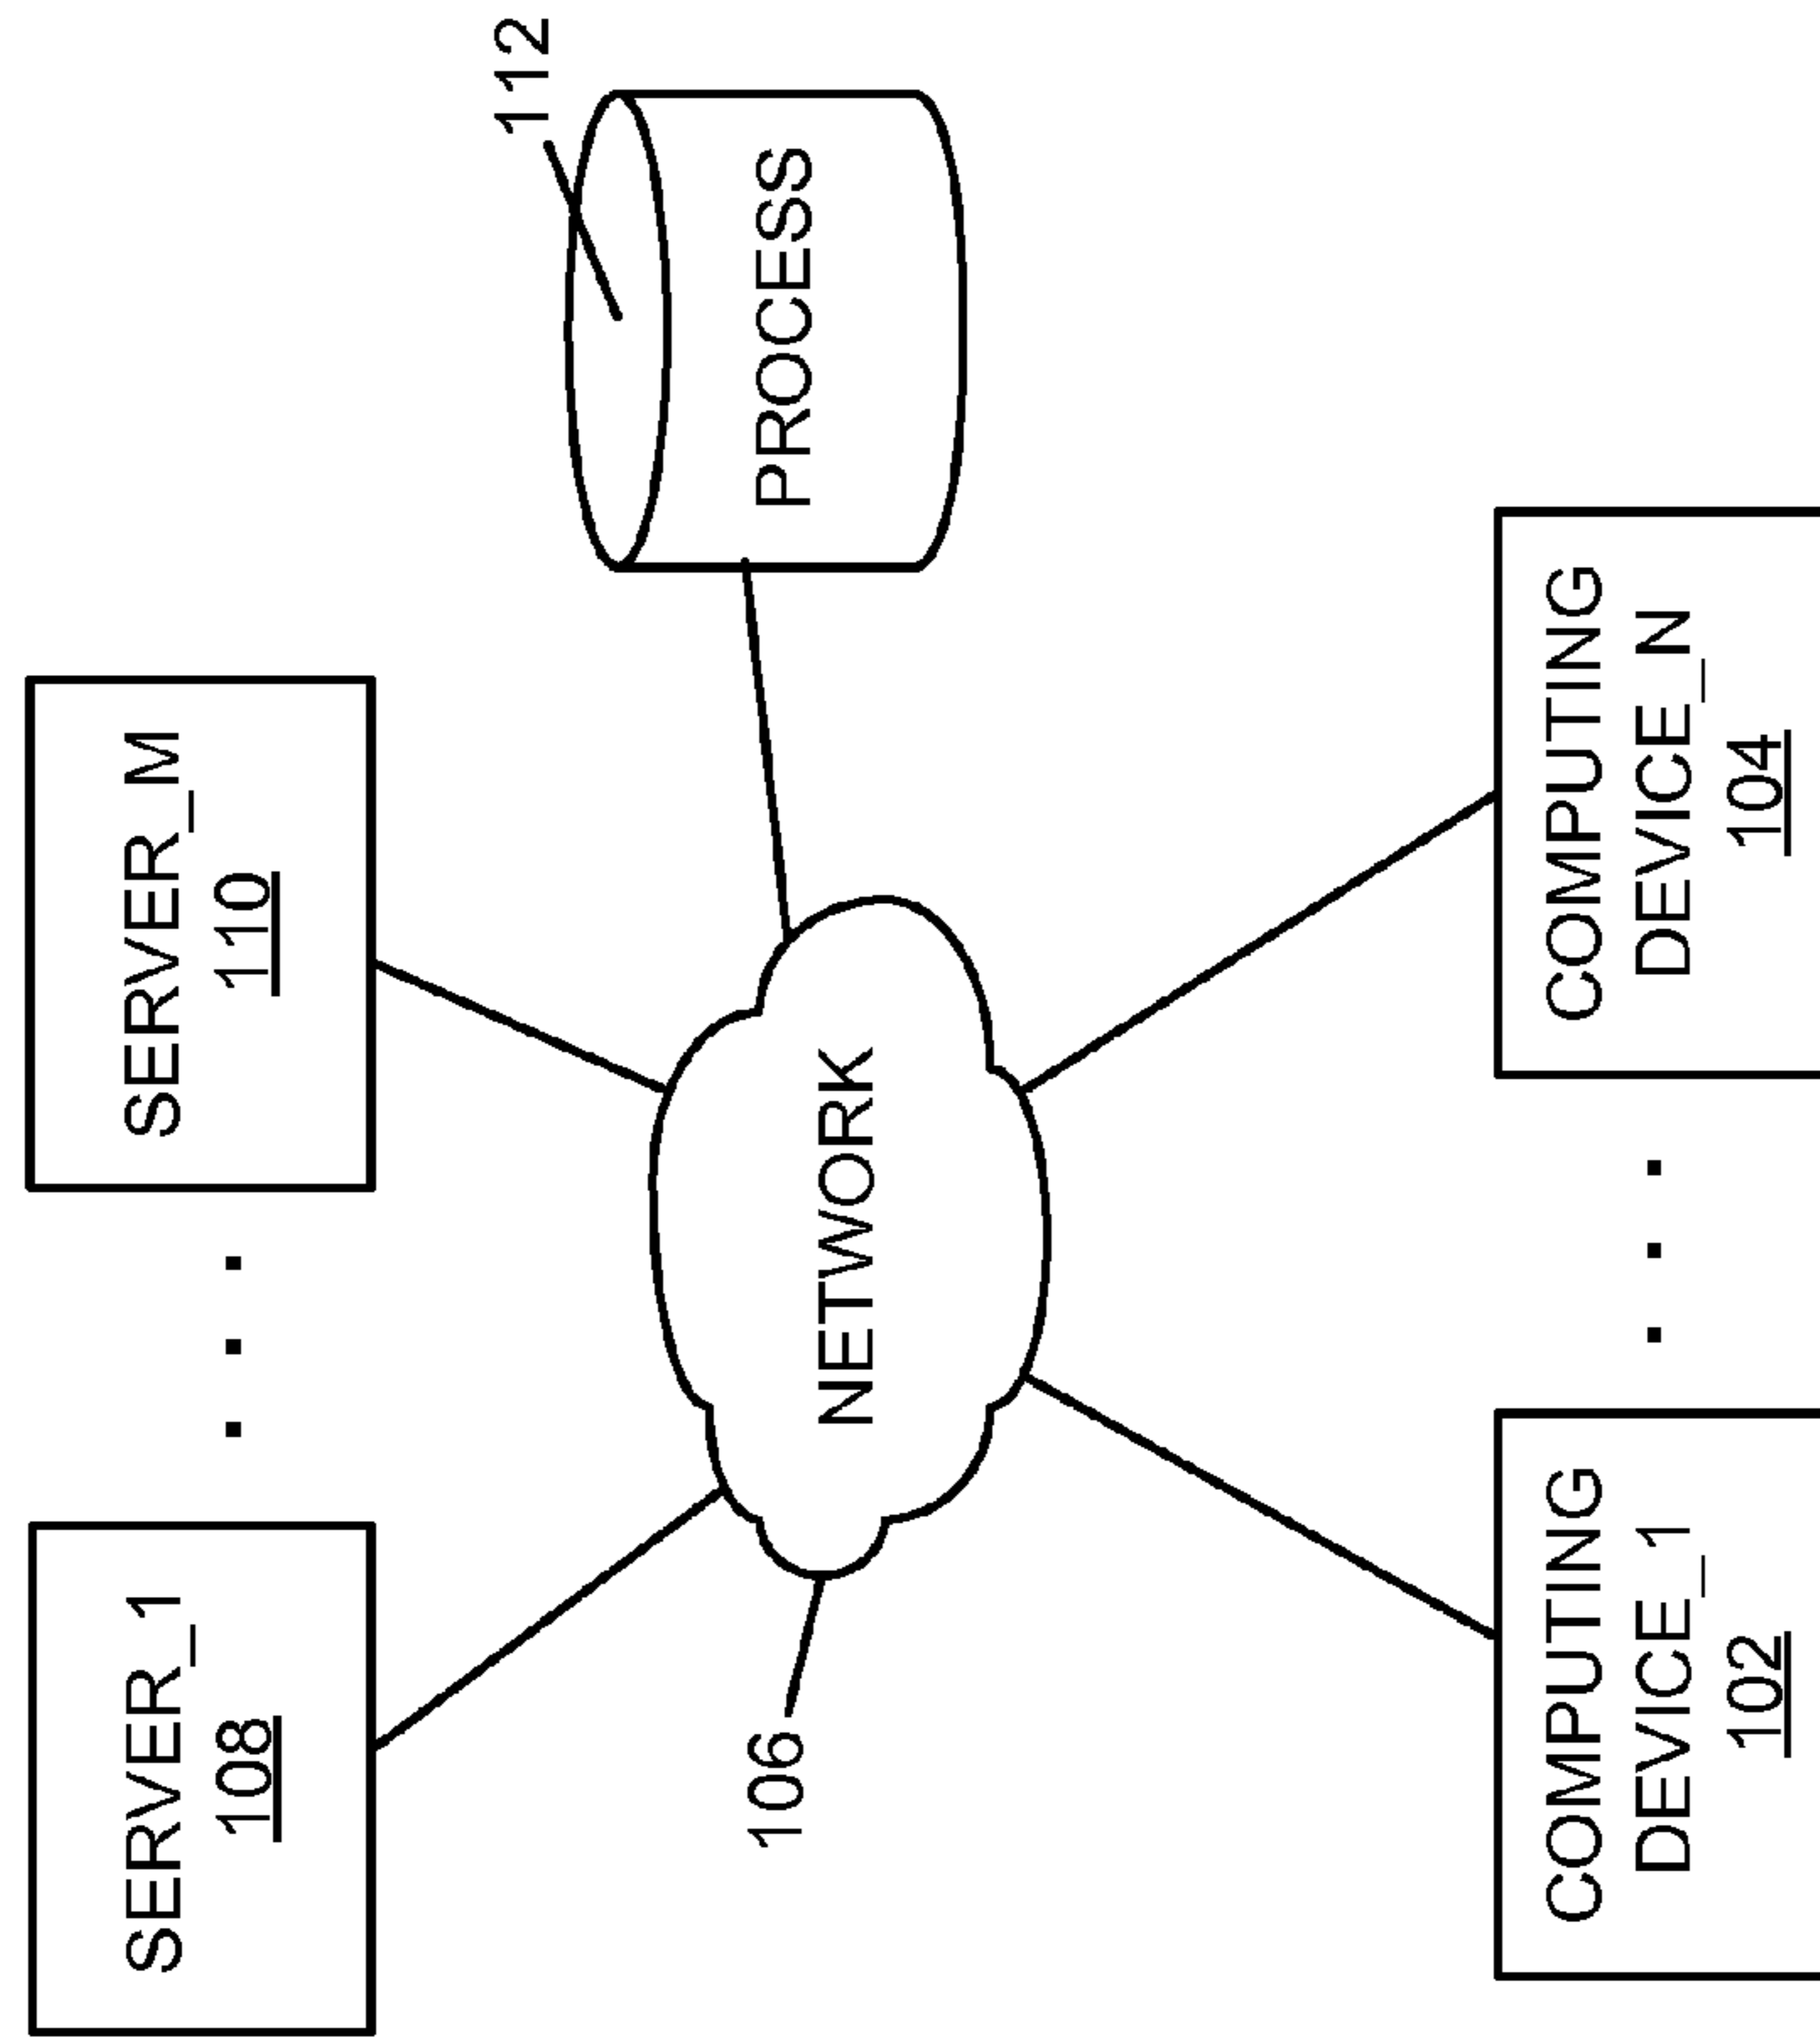 SERVER_1
108
SERVER_M
110
112
PROCESS
NETWORK
106
COMPUTING
DEVICE_1
102
COMPUTING
DEVICE_N
104